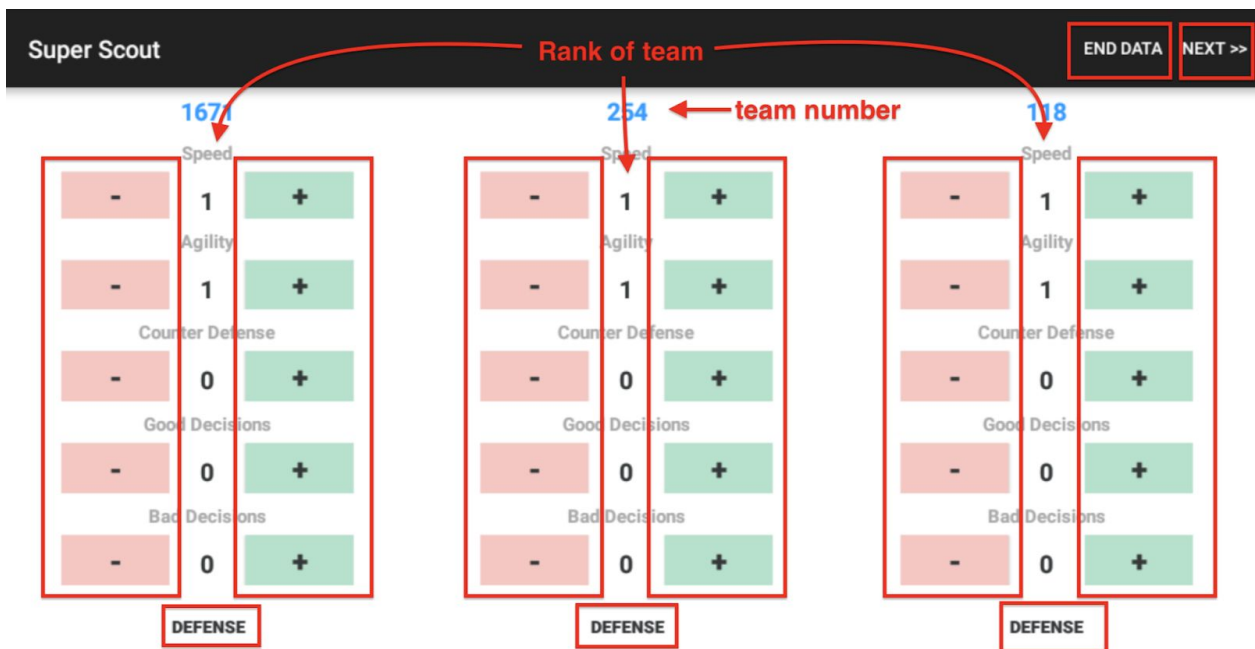 Super Scout Rank of team END DATA NEXT >>
1671 254 team number 118
Speed Speed Speed
- 1 + - 1 + - 1 +
Agility Agility Agility
- 1 + - 1 + - 1 +
Counter Defense Counter Defense Counter Defense
- 0 + - 0 + - 0 +
Good Decisions Good Decisions Good Decisions
- 0 + - 0 + - 0 +
Bad Decisions Bad Decisions Bad Decisions
- 0 + - 0 + - 0 +
DEFENSE DEFENSE DEFENSE